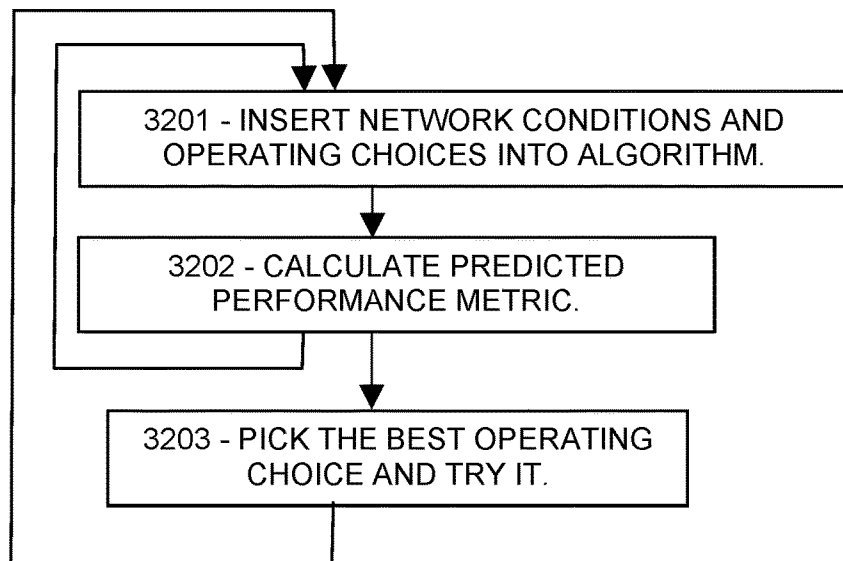 3201 - INSERT NETWORK CONDITIONS AND
OPERATING CHOICES INTO ALGORITHM.
3202 - CALCULATE PREDICTED
PERFORMANCE METRIC.
3203 - PICK THE BEST OPERATING
CHOICE AND TRY IT.